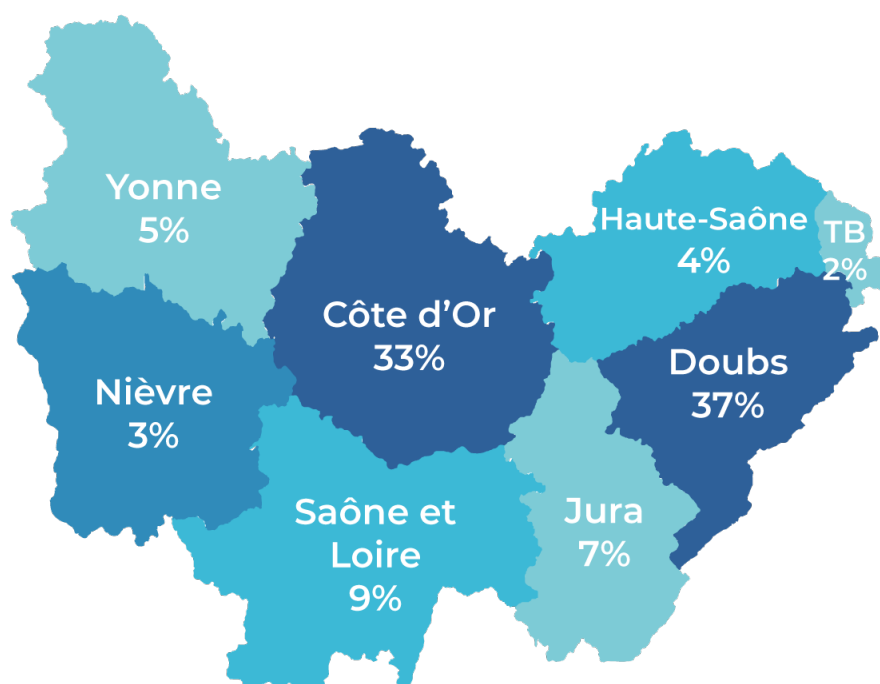 Yonne
5%
Côte d’Or
33%
Haute-Saône
4%
TB
2%
Doubs
37%
Nièvre
3%
Saône et
Loire
9%
Jura
7%